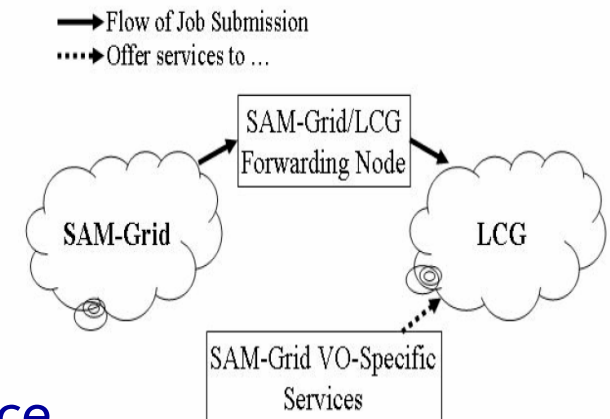 Flow of Job Submission
Offer services to ...
SAM-Grid/LCG
Forwarding Node
SAM-Grid
LCG
SAM-Grid VO-Specific
Services
ce